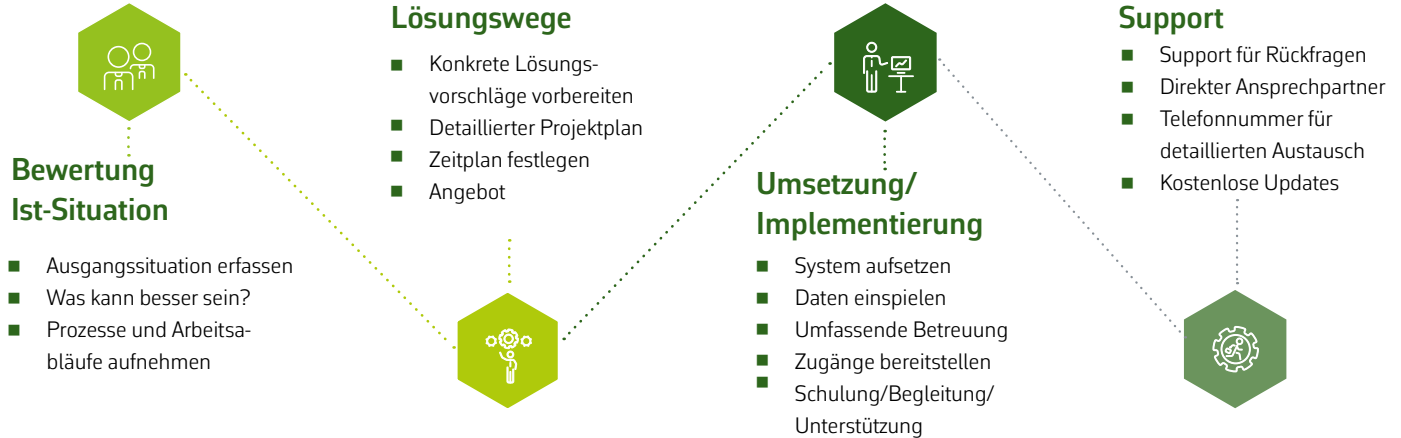 Bewertung
Ist-Situation
Ausgangssituation erfassen
Was kann besser sein?
Prozesse und Arbeitsa-
bläufe aufnehmen
Lösungswege
Konkrete Lösungs-
vorschläge vorbereiten
Detaillierter Projektplan
Zeitplan festlegen
Angebot
Umsetzung/
Implementierung
System aufsetzen
Daten einspielen
Umfassende Betreuung
Zugänge bereitstellen
Schulung/Begleitung/
Unterstützung
Support
Support für Rückfragen
Direkter Ansprechpartner
Telefonnummer für
detaillierten Austausch
Kostenlose Updates